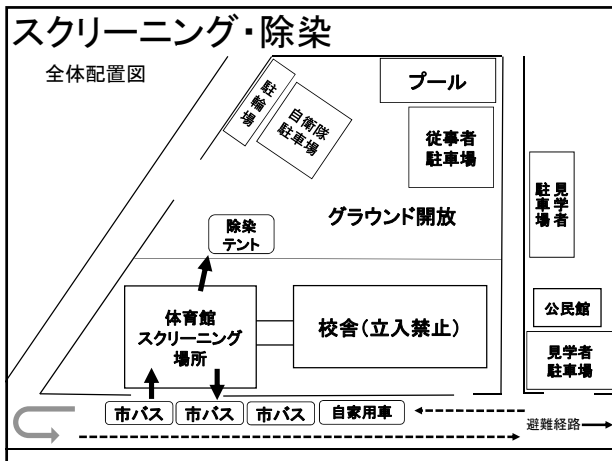 スクリーニング・除染
全体配置図
駐輪場
自衛隊
駐車場
プール
従事者
駐車場
グラウンド開放
見学者
駐車場
除染
テント
体育館
スクリーニング
場所
校舎(立入禁止)
公民館
見学者
駐車場
市バス
市バス
市バス
自家用車
避難経路